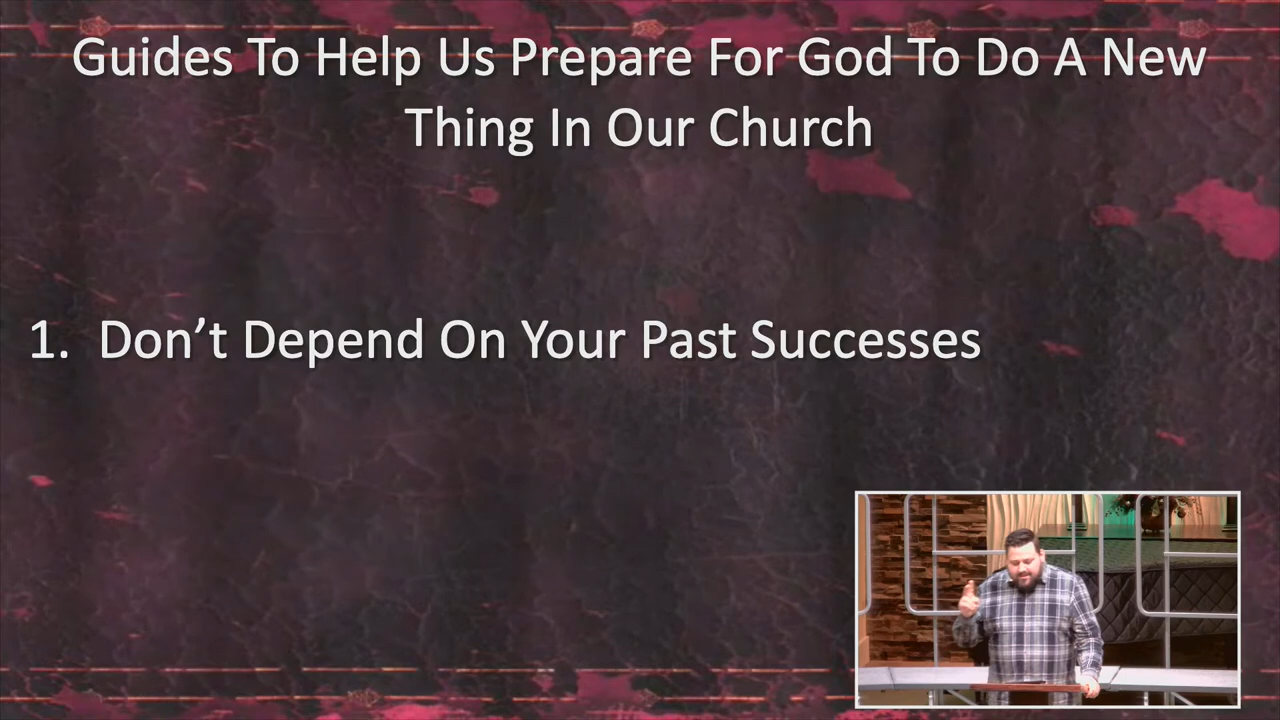 Guides To Help Us Prepare For God To Do A New
Thing In Our Church
1. Don’t Depend On Your Past Successes